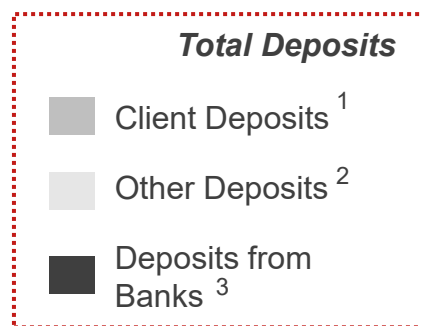 Total Deposits
Client Deposits 1
Other Deposits 2
Deposits from
Banks 3